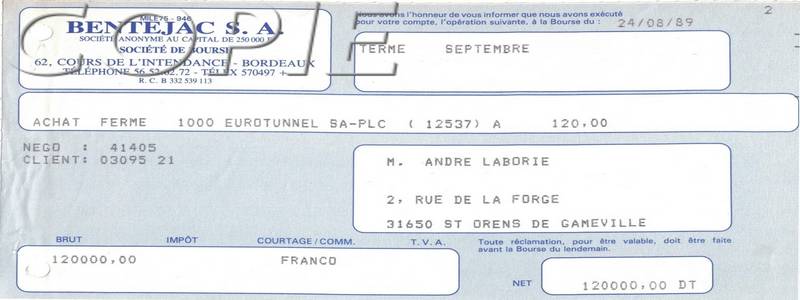 COPIE
MILE75 - 946
BENTEJAC S. A.
SOCIÉTÉ ANONYME AU CAPITAL DE 250 000 F
SOCIÉTÉ DE BOURSE
62, COURS DE L'INTENDANCE - BORDEAUX
TÉLÉPHONE 56.52.62.72 - TÉLEX 570497 +
R. C. B 332 539 113
2
Nous avons l'honneur de vous informer que nous avons exécuté
pour votre compte, l'opération suivante, à la Bourse du : 24/08/89
TERME SEPTEMBRE
ACHAT FERME 1000 EUROTUNNEL SA-PLC ( 12537) A 120,00
NEGO : 41405
CLIENT: 03095 21
M. ANDRE LABORIE
2, RUE DE LA FORGE
31650 ST ORENS DE GAMEVILLE
BRUT IMPÔT COURTAGE / COMM. T. V. A.
120000,00 FRANCO
Toute réclamation, pour être valable, doit être faite
avant la Bourse du lendemain.
NET 120000,00 DT